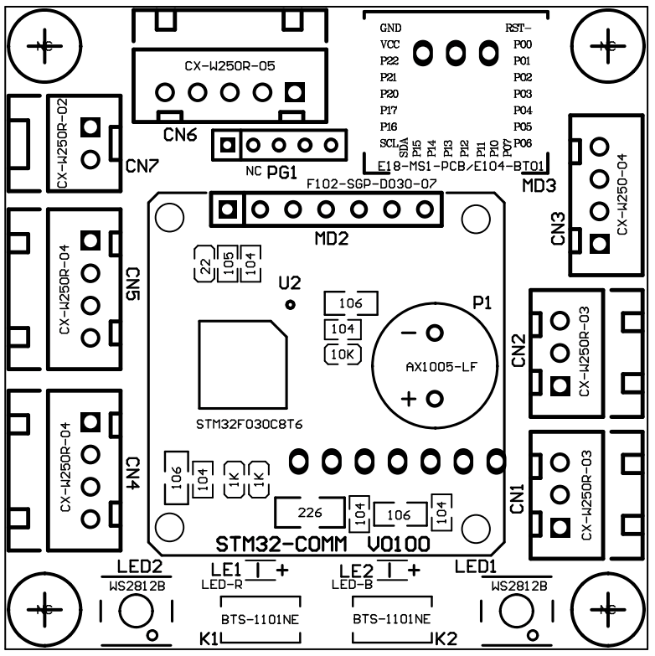 NC
NC
GND RST-
VCC P00
P22 P01
P21 P02
P20 P03
P17 P04
P16 P05
SCL SDA P15 P14 P13 P12 P11 P10 P07 P06
E18-MS1-PCB/E104-BT01
MD3
CX-W250R-05
CN6
CX-W250R-02
CN7
NC PG1
F102-SGP-D030-07
MD2
CX-W250-04
CN3
CX-W250R-04
CN5
22
105
104
U2
106
104
10K
P1
-
AX1005-LF
+
CN2
CX-W250R-03
STM32F030C8T6
CX-W250R-04
CN4
106
104
1K
1K
226
104
106
104
CN1
CX-W250R-03
STM32-COMM V0100
LED2
WS2812B
LE1 +
LED-R
LE2 +
LED-B
LED1
WS2812B
NC
BTS-1101NE
K1
BTS-1101NE
K2
NC